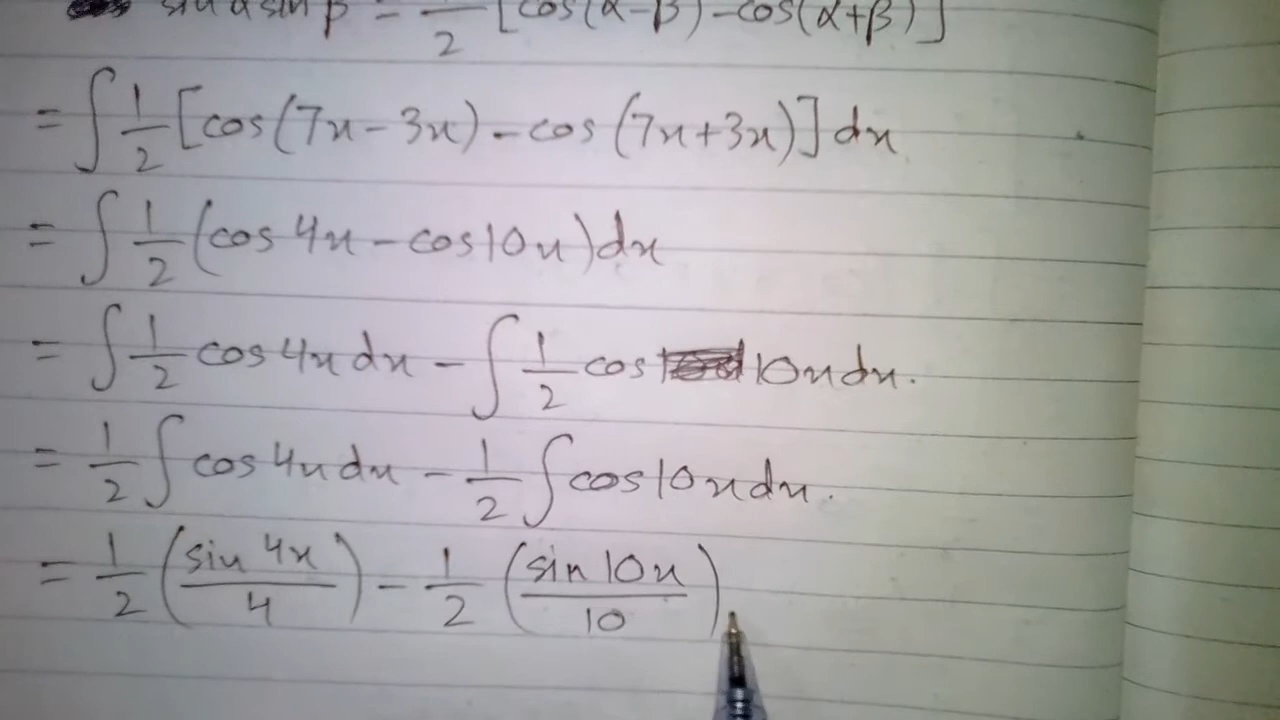 sin α sin β = 1/2 [cos(α-β) - cos(α+β)]
= ∫ 1/2 [cos(7x - 3x) - cos(7x+3x)] dx
= ∫ 1/2 (cos 4x - cos 10x) dx
= ∫ 1/2 cos 4x dx - ∫ 1/2 cos 10x dx.
= 1/2 ∫ cos 4x dx - 1/2 ∫ cos 10x dx.
= 1/2 (sin 4x / 4) - 1/2 (sin 10x / 10)